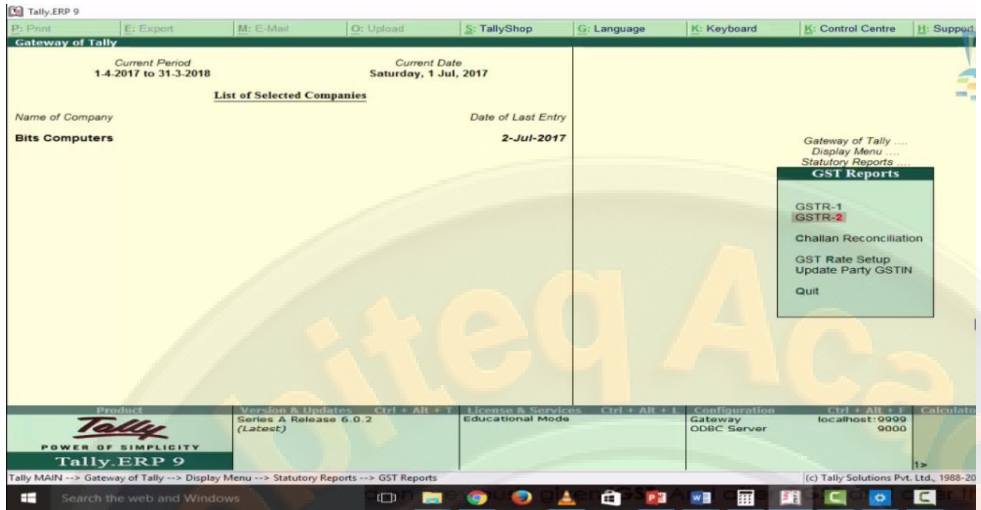 Tally.ERP 9
P: Print E: Export M: E-Mail O: Upload S: TallyShop G: Language K: Keyboard K: Control Centre H: Support
Gateway of Tally
Current Period
1-4-2017 to 31-3-2018
Current Date
Saturday, 1 Jul, 2017
List of Selected Companies
Name of Company Date of Last Entry
Bits Computers 2-Jul-2017
Gateway of Tally ....
Display Menu ....
Statutory Reports ....
GST Reports
GSTR-1
GSTR-2
Challan Reconciliation
GST Rate Setup
Update Party GSTIN
Quit
Product
Tally
POWER OF SIMPLICITY
Tally.ERP 9
Version & Updates Ctrl + Alt + T
Series A Release 6.0.2
(Latest)
License & Services Ctrl + Alt + L
Educational Mode
Configuration Ctrl + Alt + F
Gateway localhost:9999
ODBC Server 9000
Calculato
1>
Tally MAIN --> Gateway of Tally --> Display Menu --> Statutory Reports --> GST Reports
(c) Tally Solutions Pvt. Ltd., 1988-20
Search the web and Windows
biteq Aca